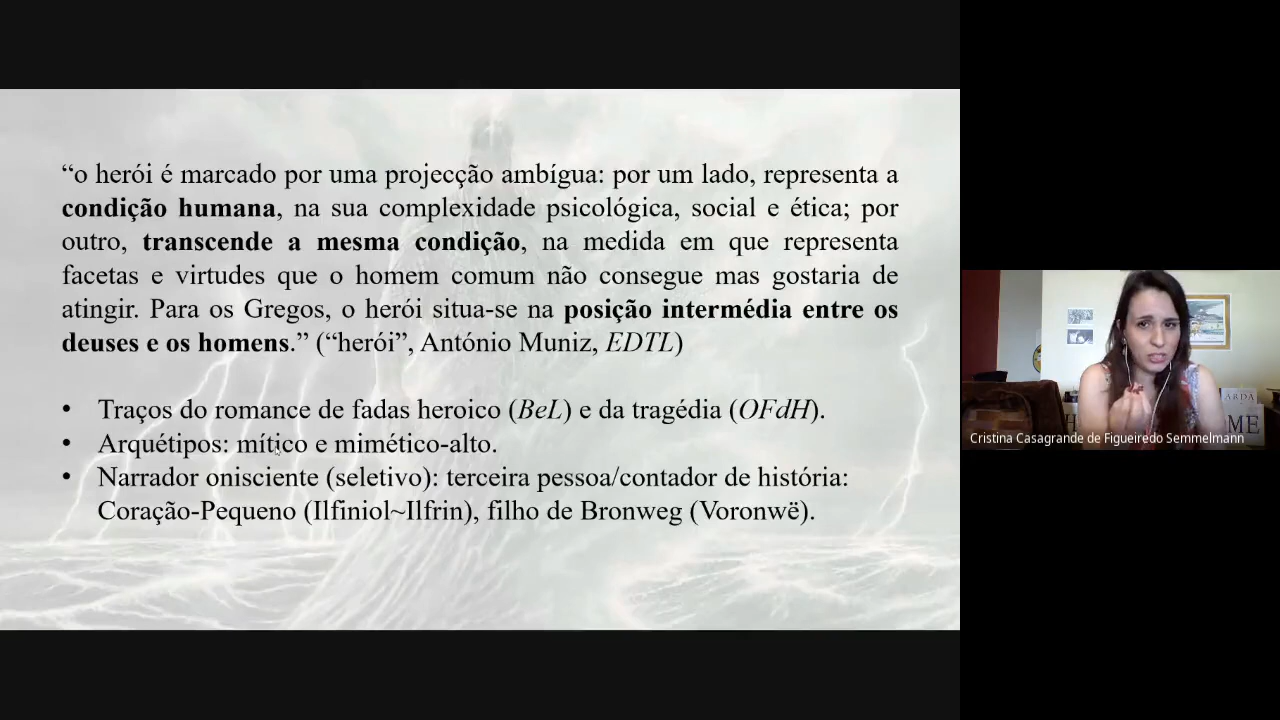 “o herói é marcado por uma projecção ambígua: por um lado, representa a
condição humana, na sua complexidade psicológica, social e ética; por
outro, transcende a mesma condição, na medida em que representa
facetas e virtudes que o homem comum não consegue mas gostaria de
atingir. Para os Gregos, o herói situa-se na posição intermédia entre os
deuses e os homens.” (“herói”, António Muniz, EDTL)
• Traços do romance de fadas heroico (BeL) e da tragédia (OFdH).
• Arquétipos: mítico e mimético-alto.
• Narrador onisciente (seletivo): terceira pessoa/contador de história:
Coração-Pequeno (Ilfiniol~Ilfrin), filho de Bronweg (Voronwë).
ARDA
ME
Cristina Casagrande de Figueiredo Semmelmann